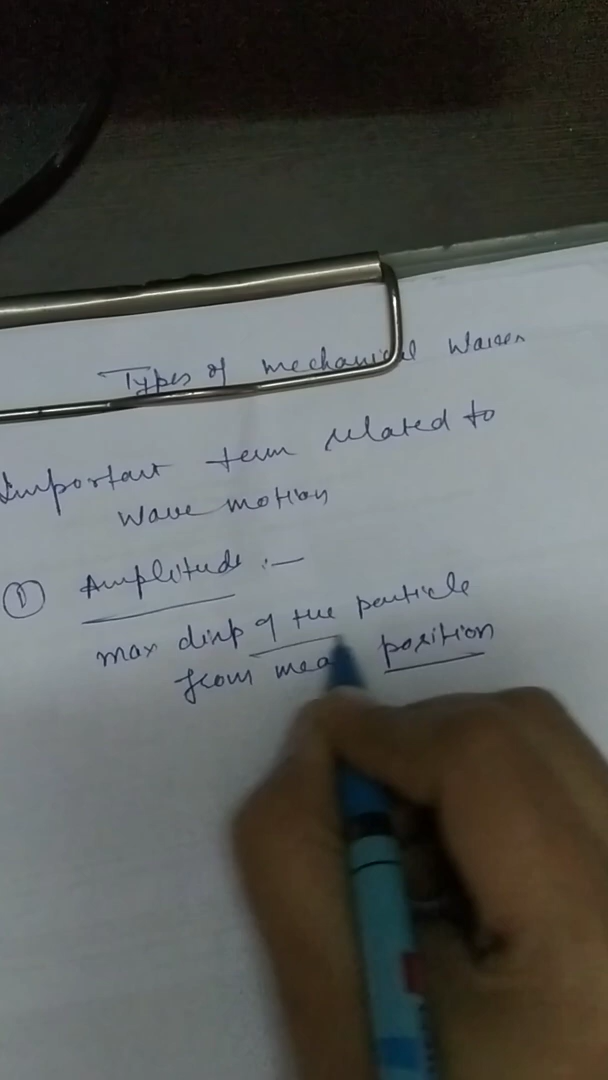 Types of mechanical waves
Important term related to
wave motion
① Amplitude :-
max disp of the particle
from mea position